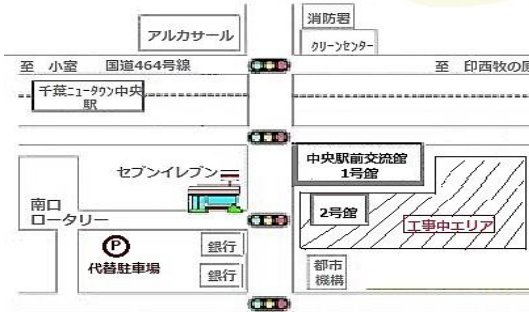 消防署
アルカサール
クリーンセンター
至 小室 国道464号線 至 印西牧の原
千葉ニュータウン中央
駅
セブンイレブン
中央駅前交流館
1号館
南口
ロータリー
2号館
工事中エリア
P
代替駐車場
銀行
銀行
都市
機構